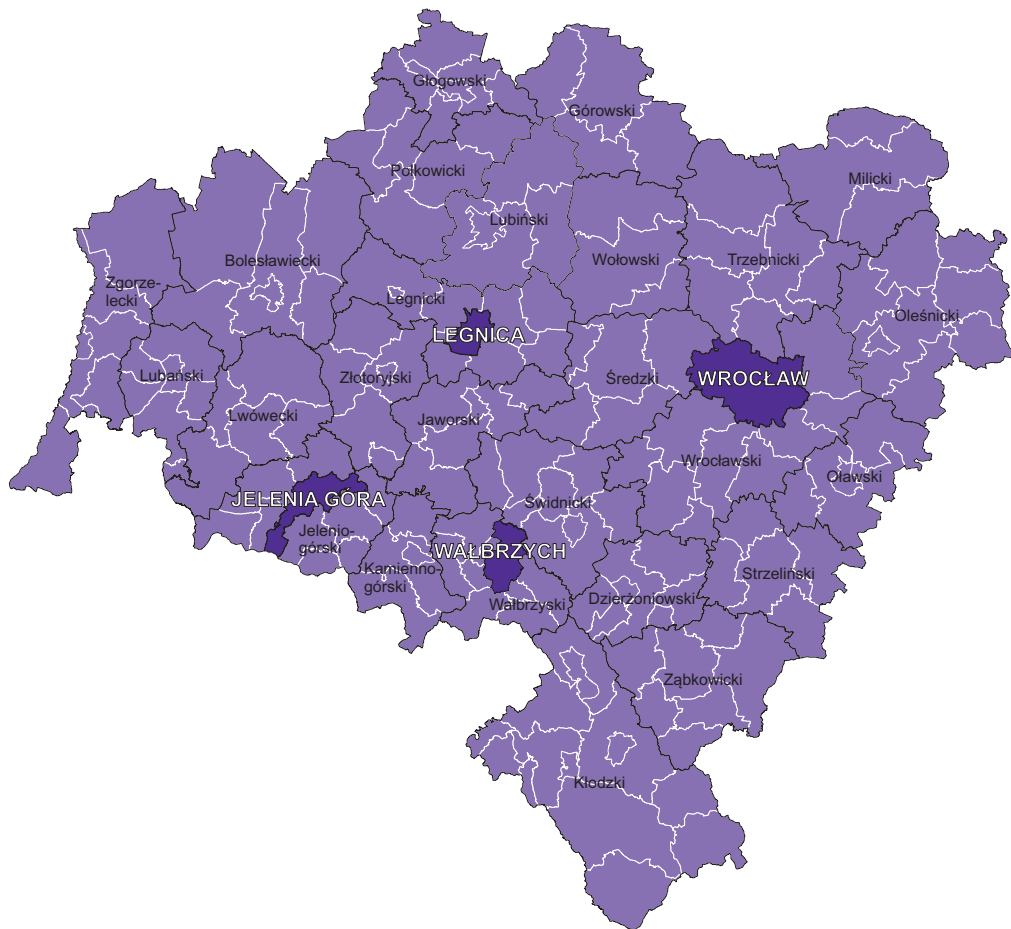 Głogowski
Górowski
Polkowicki
Milicki
Lubiński
Bolesławiecki
Wołowski
Trzebnicki
Zgorze-
lecki
Legnicki
Oleśnicki
LEGNICA
Lubański
Złotoryjski
Średzki
WROCŁAW
Lwówecki
Jaworski
Wrocławski
Oławski
JELENIA GÓRA
Świdnicki
Jelenio-
górski
WAŁBRZYCH
Kamienno-
górski
Strzeliński
Wałbrzyski
Dzierżoniowski
Ząbkowicki
Kłodzki